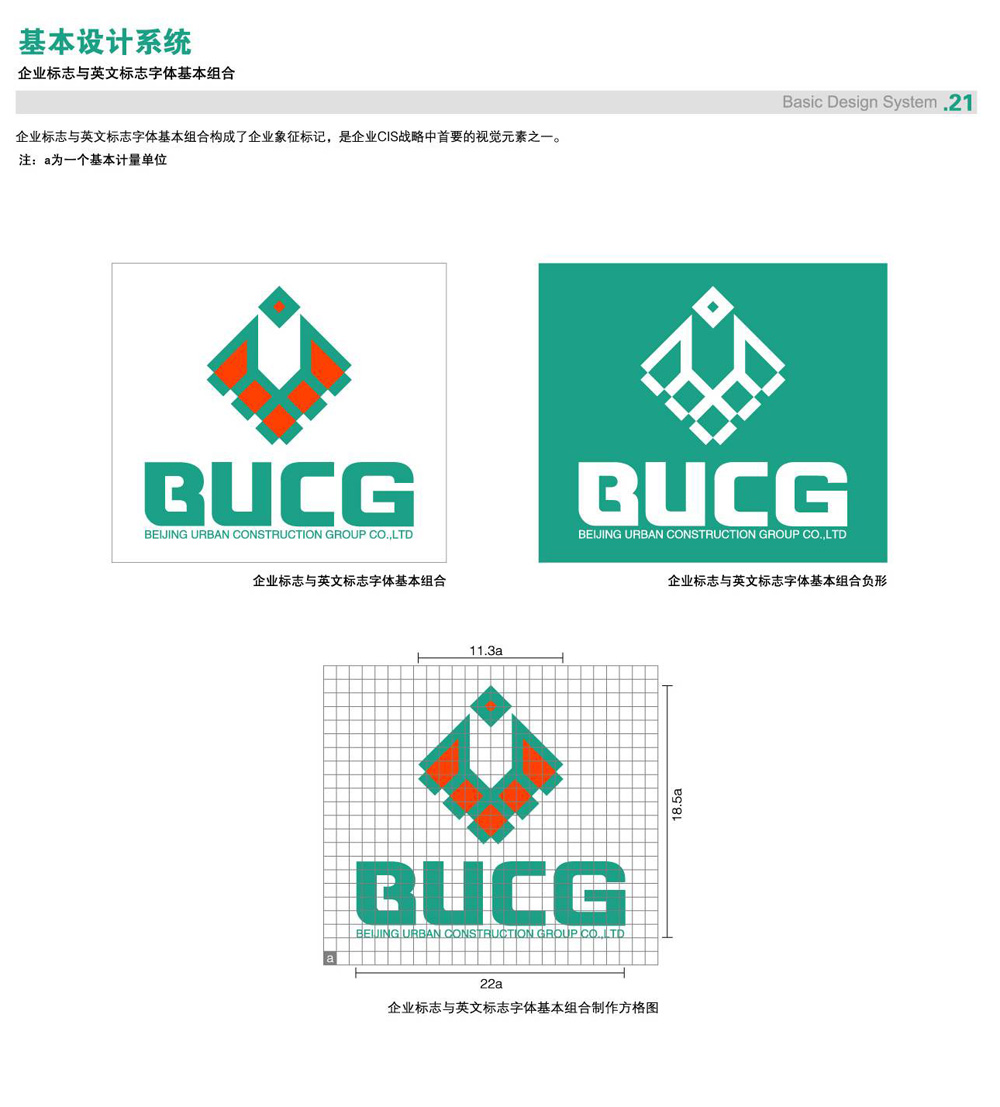 基本设计系统
企业标志与英文标志字体基本组合
Basic Design System .21
企业标志与英文标志字体基本组合构成了企业象征标记，是企业CIS战略中首要的视觉元素之一。
注：a为一个基本计量单位
BUCG
BEIJING URBAN CONSTRUCTION GROUP CO.,LTD
企业标志与英文标志字体基本组合
BUCG
BEIJING URBAN CONSTRUCTION GROUP CO.,LTD
企业标志与英文标志字体基本组合负形
11.3a
18.5a
BUCG
BEIJING URBAN CONSTRUCTION GROUP CO.,LTD
a
22a
企业标志与英文标志字体基本组合制作方格图